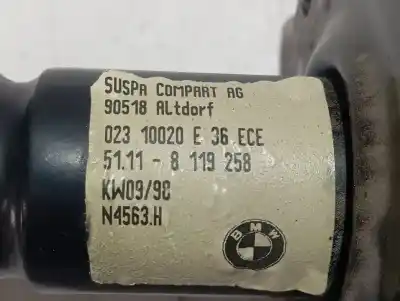 SUSPA COMPART AG
90518 Altdorf
023 10020 E 36 ECE
51.11 - 8 119 258
KW09/98
N4563.H
BMW